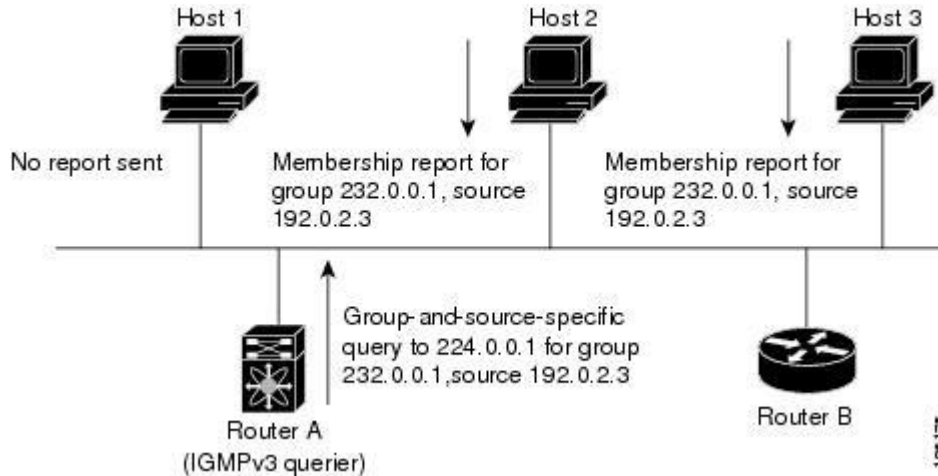 Host 1
Host 2
Host 3
No report sent
Membership report for
group 232.0.0.1, source
192.0.2.3
Membership report for
group 232.0.0.1, source
192.0.2.3
Group-and-source-specific
query to 224.0.0.1 for group
232.0.0.1,source 192.0.2.3
Router A
(IGMPv3 querier)
Router B